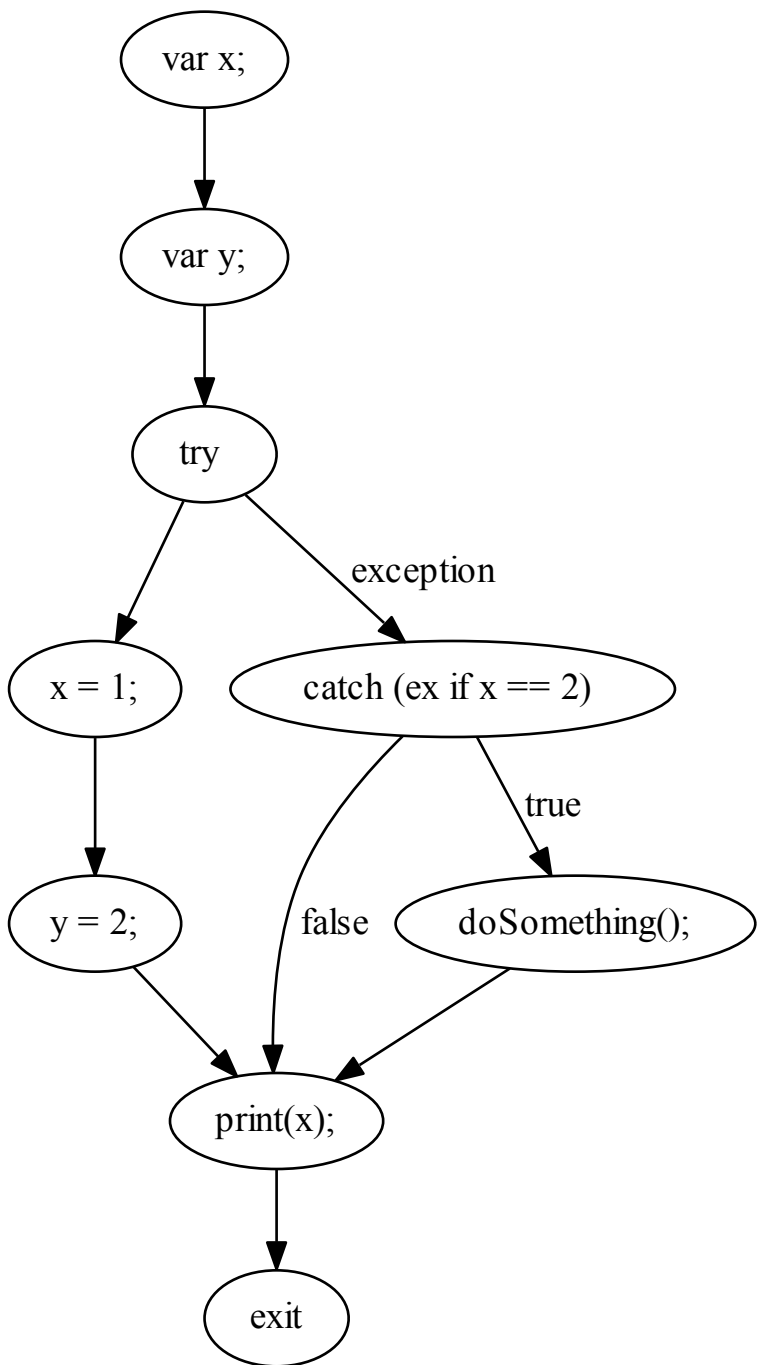 var x;
var y;
try
exception
x = 1;
catch (ex if x == 2)
true
y = 2;
false
doSomething();
print(x);
exit